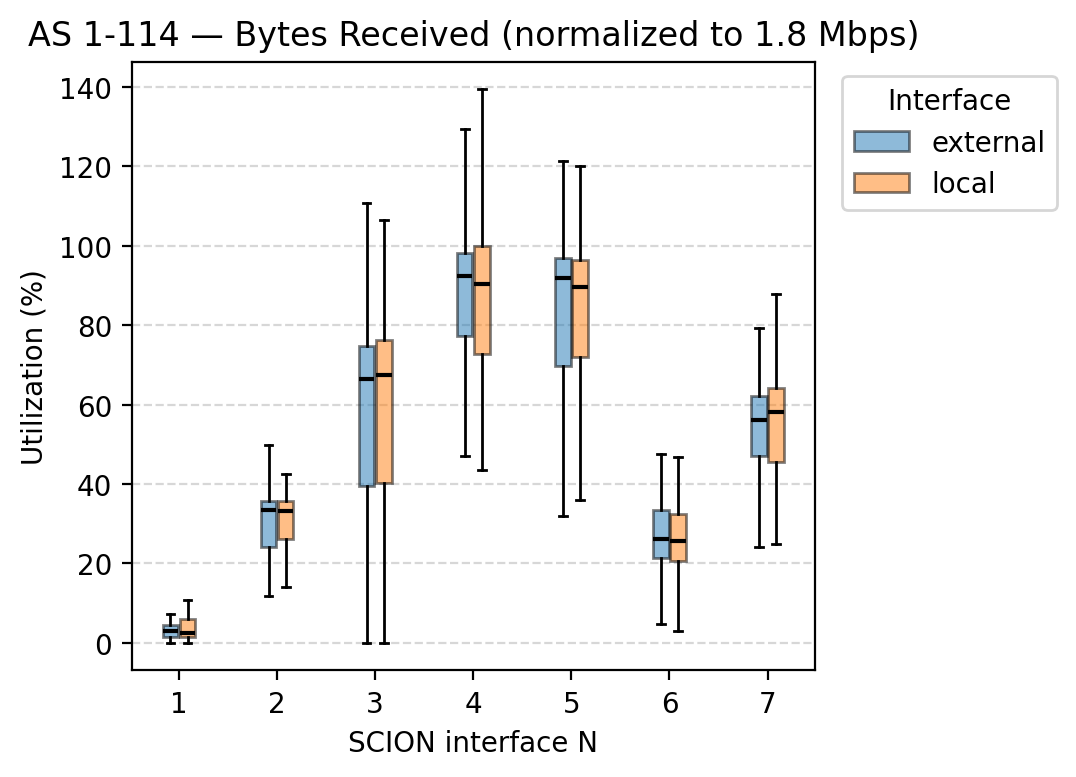 AS 1-114 — Bytes Received (normalized to 1.8 Mbps)
Interface
external
local
Utilization (%)
140
120
100
80
60
40
20
0
1 2 3 4 5 6 7
SCION interface N